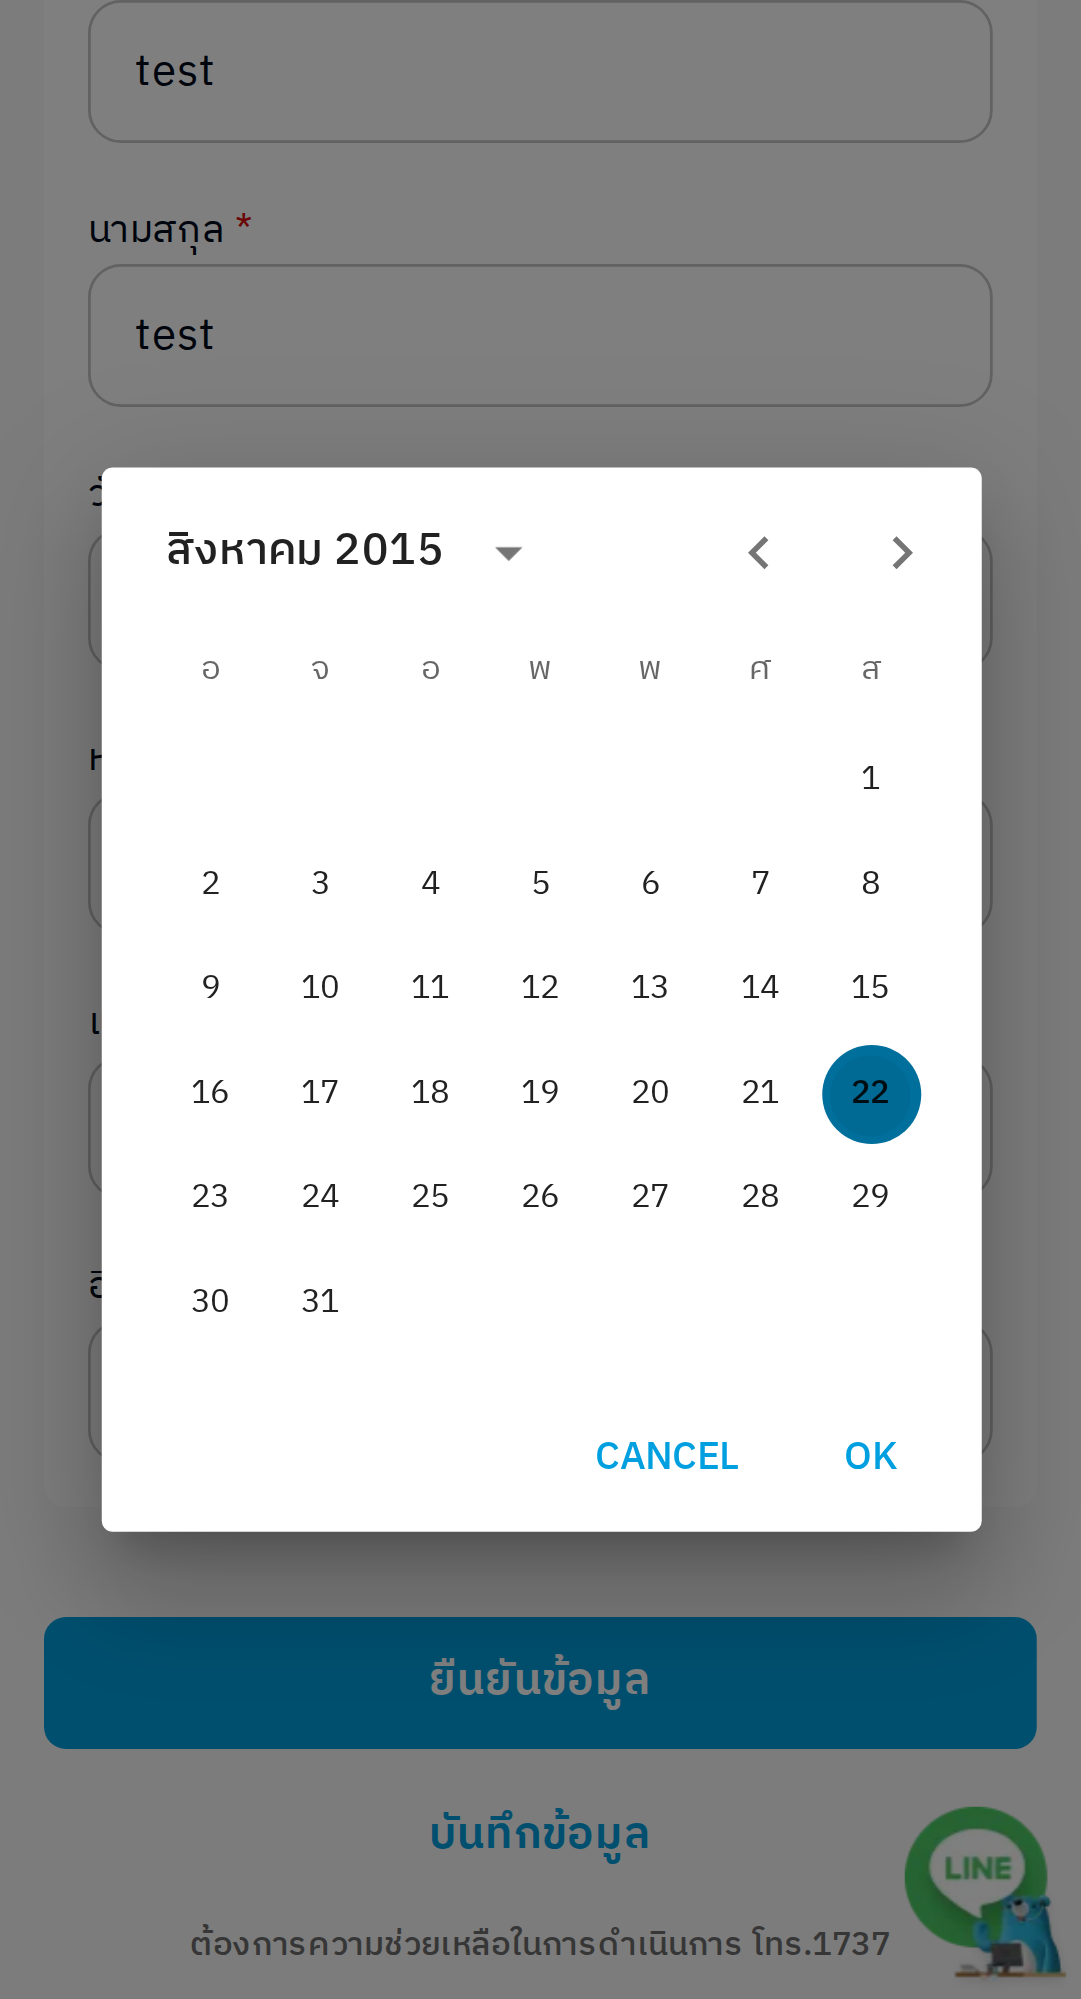 test
นามสกุล *
test
สิงหาคม 2015
อ จ อ พ พ ศ ส
1
2 3 4 5 6 7 8
9 10 11 12 13 14 15
16 17 18 19 20 21 22
23 24 25 26 27 28 29
30 31
CANCEL OK
ยืนยันข้อมูล
บันทึกข้อมูล
LINE
ต้องการความช่วยเหลือในการดำเนินการ โทร.1737